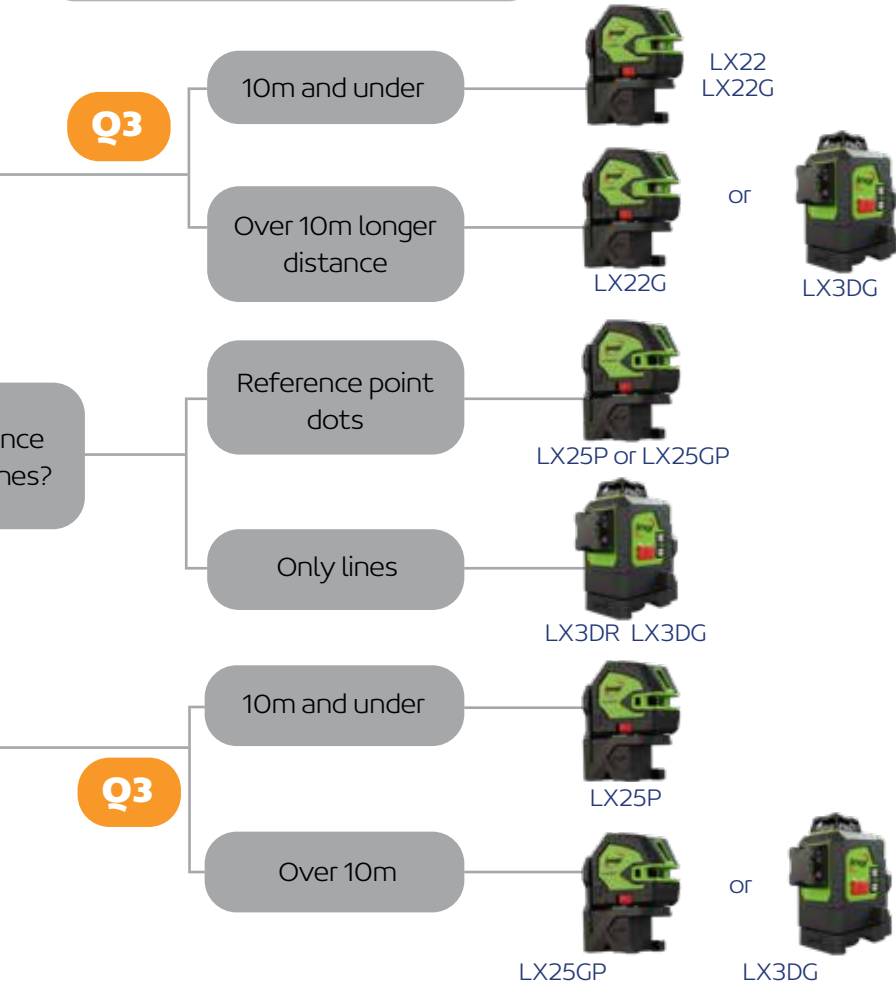 Q3
10m and under
LX22
LX22G
Over 10m longer
distance
LX22G
or
LX3DG
Reference point
dots
LX25P or LX25GP
nce
nes?
Only lines
LX3DR LX3DG
Q3
10m and under
LX25P
Over 10m
LX25GP
or
LX3DG